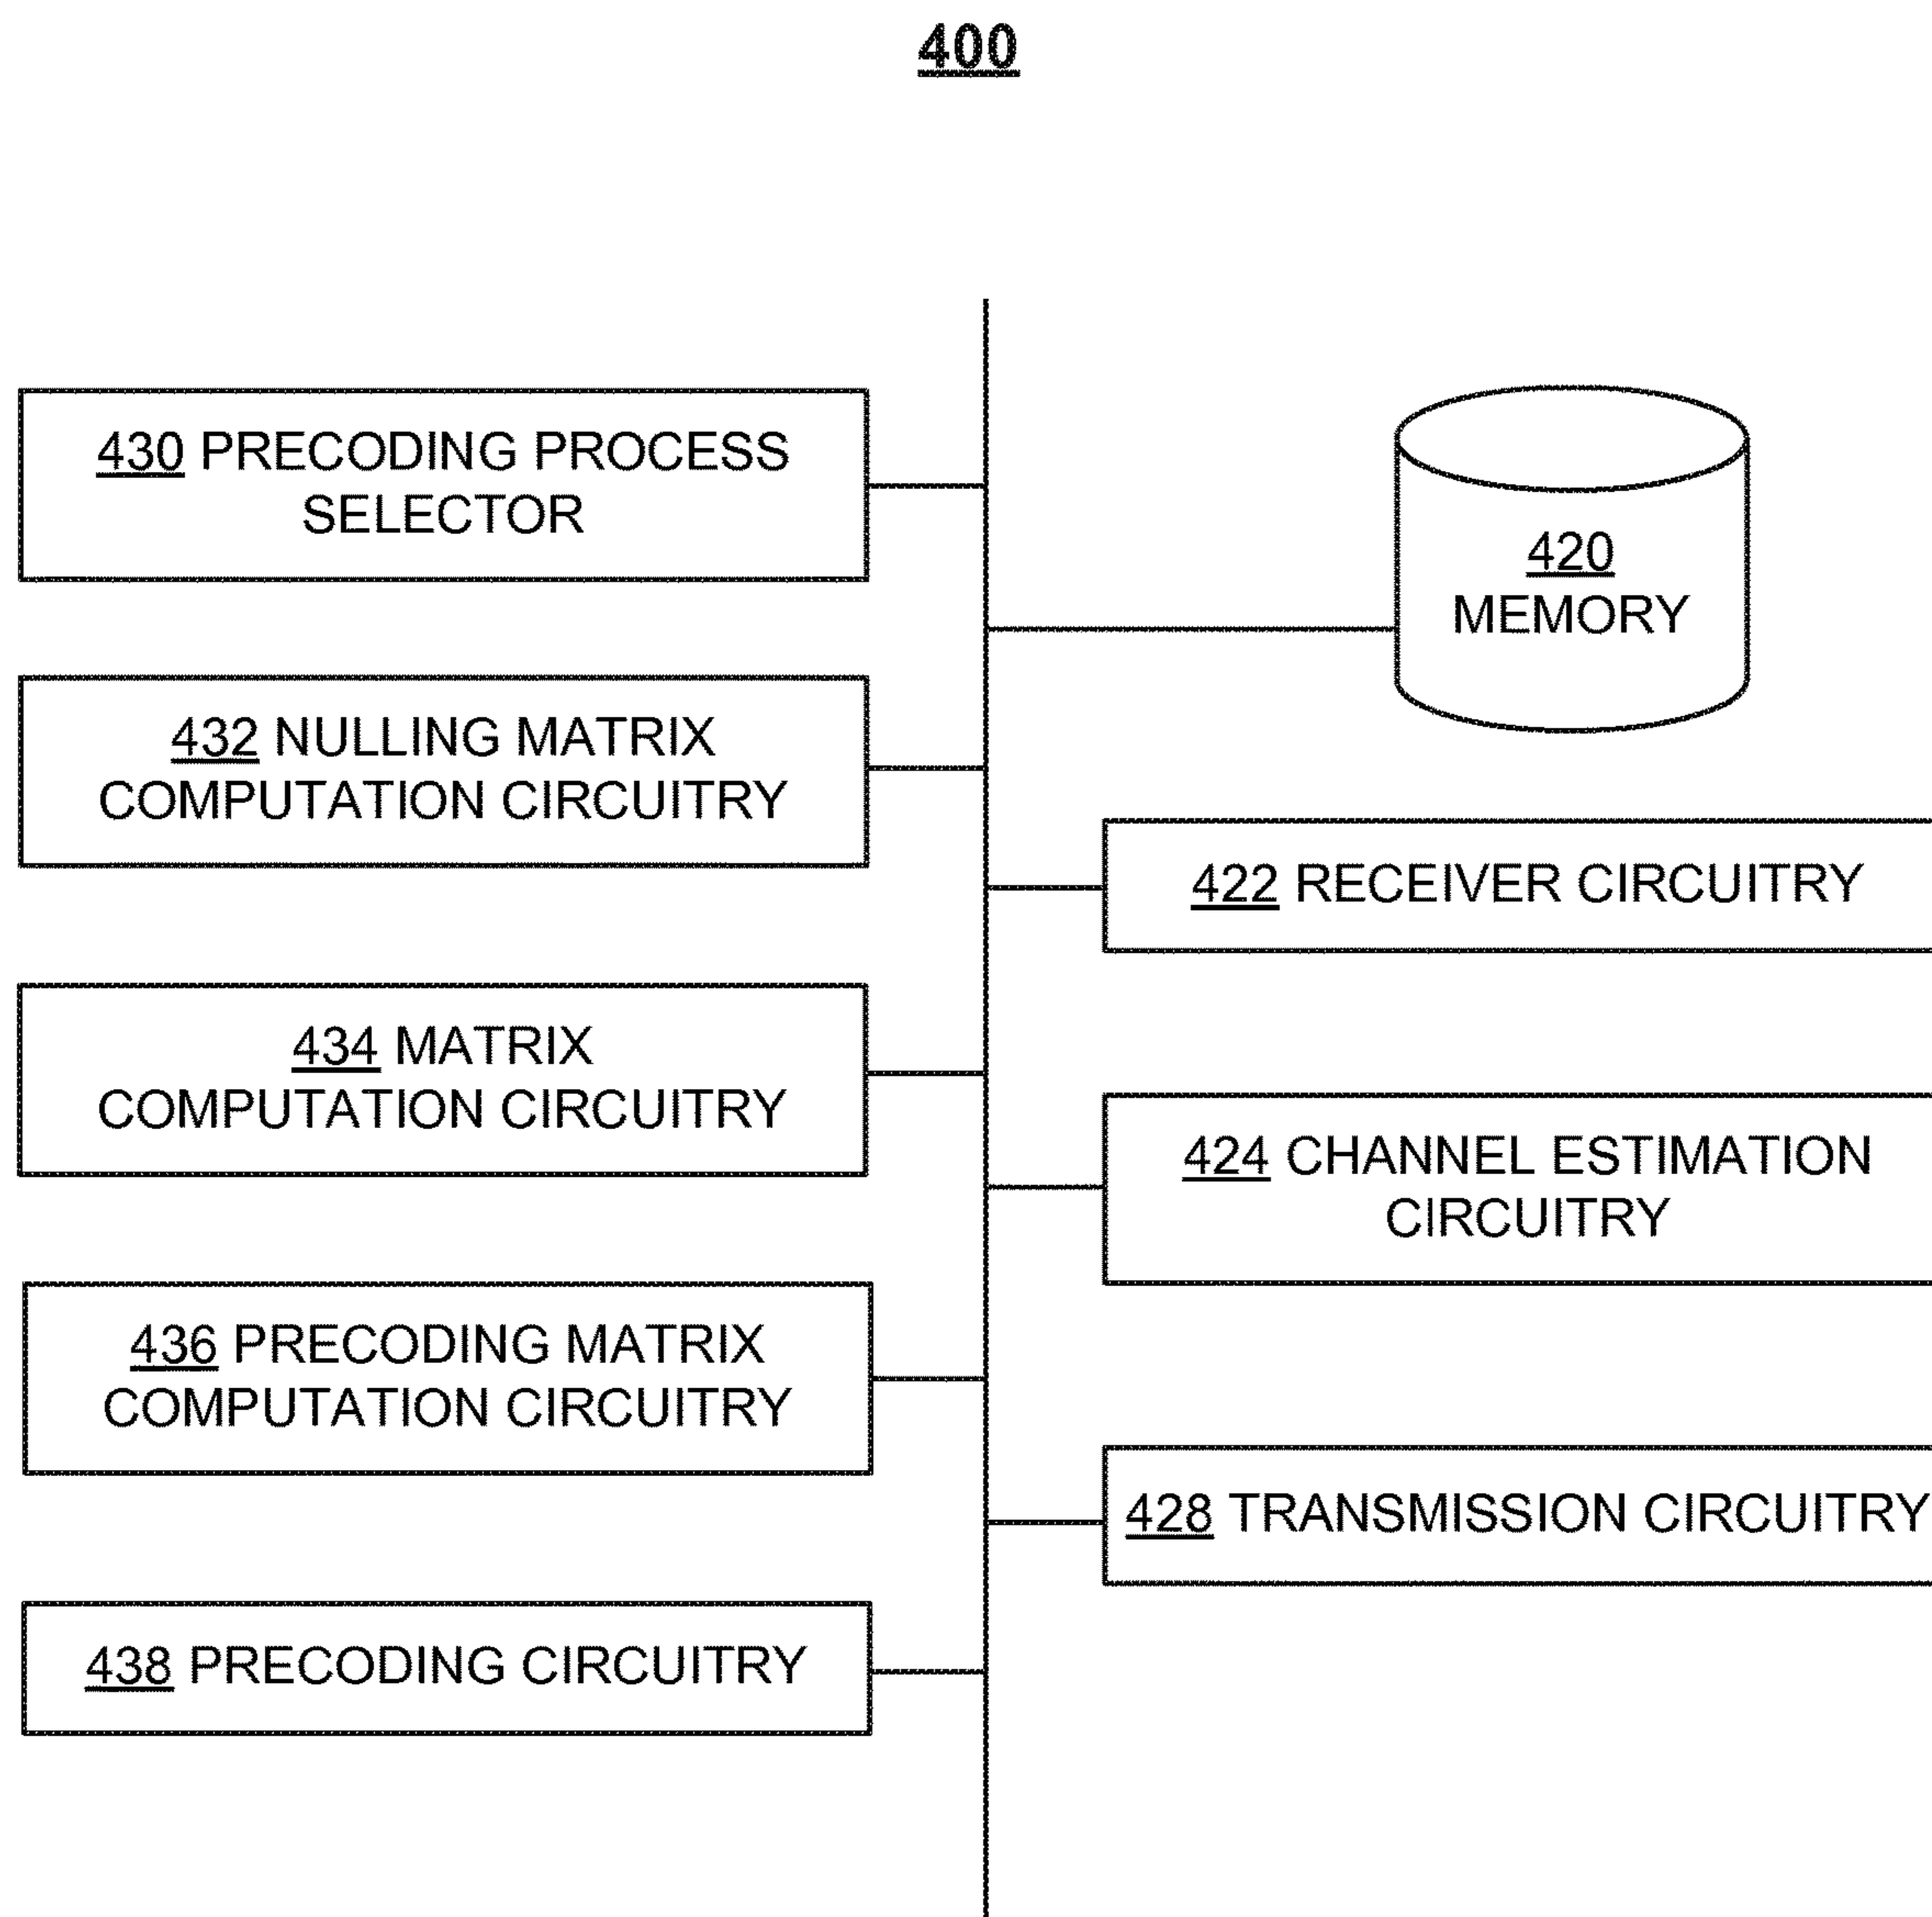 400
430 PRECODING PROCESS
SELECTOR
432 NULLING MATRIX
COMPUTATION CIRCUITRY
434 MATRIX
COMPUTATION CIRCUITRY
436 PRECODING MATRIX
COMPUTATION CIRCUITRY
438 PRECODING CIRCUITRY
420
MEMORY
422 RECEIVER CIRCUITRY
424 CHANNEL ESTIMATION
CIRCUITRY
428 TRANSMISSION CIRCUITRY